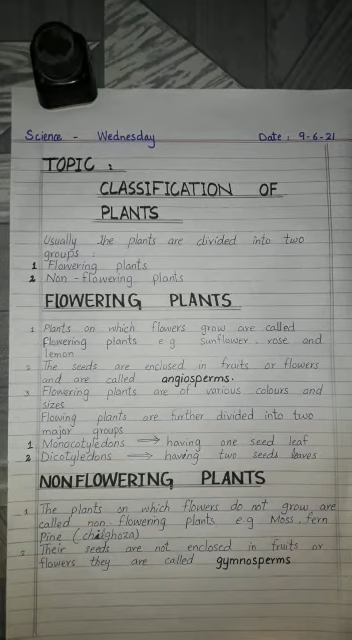 Science - Wednesday Date: 9-6-21
TOPIC :
CLASSIFICATION OF
PLANTS
Usually the plants are divided into two
groups :
1 Flowering plants
2 Non-flowering plants
FLOWERING PLANTS
1 Plants on which flowers grow are called
flowering plants e g Sunflower, rose and
lemon
2 The seeds are enclused in fruits or flowers
and are called angiosperms.
3 Flowering plants are of various colours and
sizes
Flowing plants are further divided into two
major groups
1 Monocotyledons ⟹ having one seed leaf
2 Dicotyledons ⟹ having two seeds leaves
NONFLOWERING PLANTS
1 The plants on which flowers do not grow are
called non flowering plants e.g Moss, fern
Pine (chilghoza)
2 Their seeds are not enclosed in fruits or
flowers they are called gymnosperms